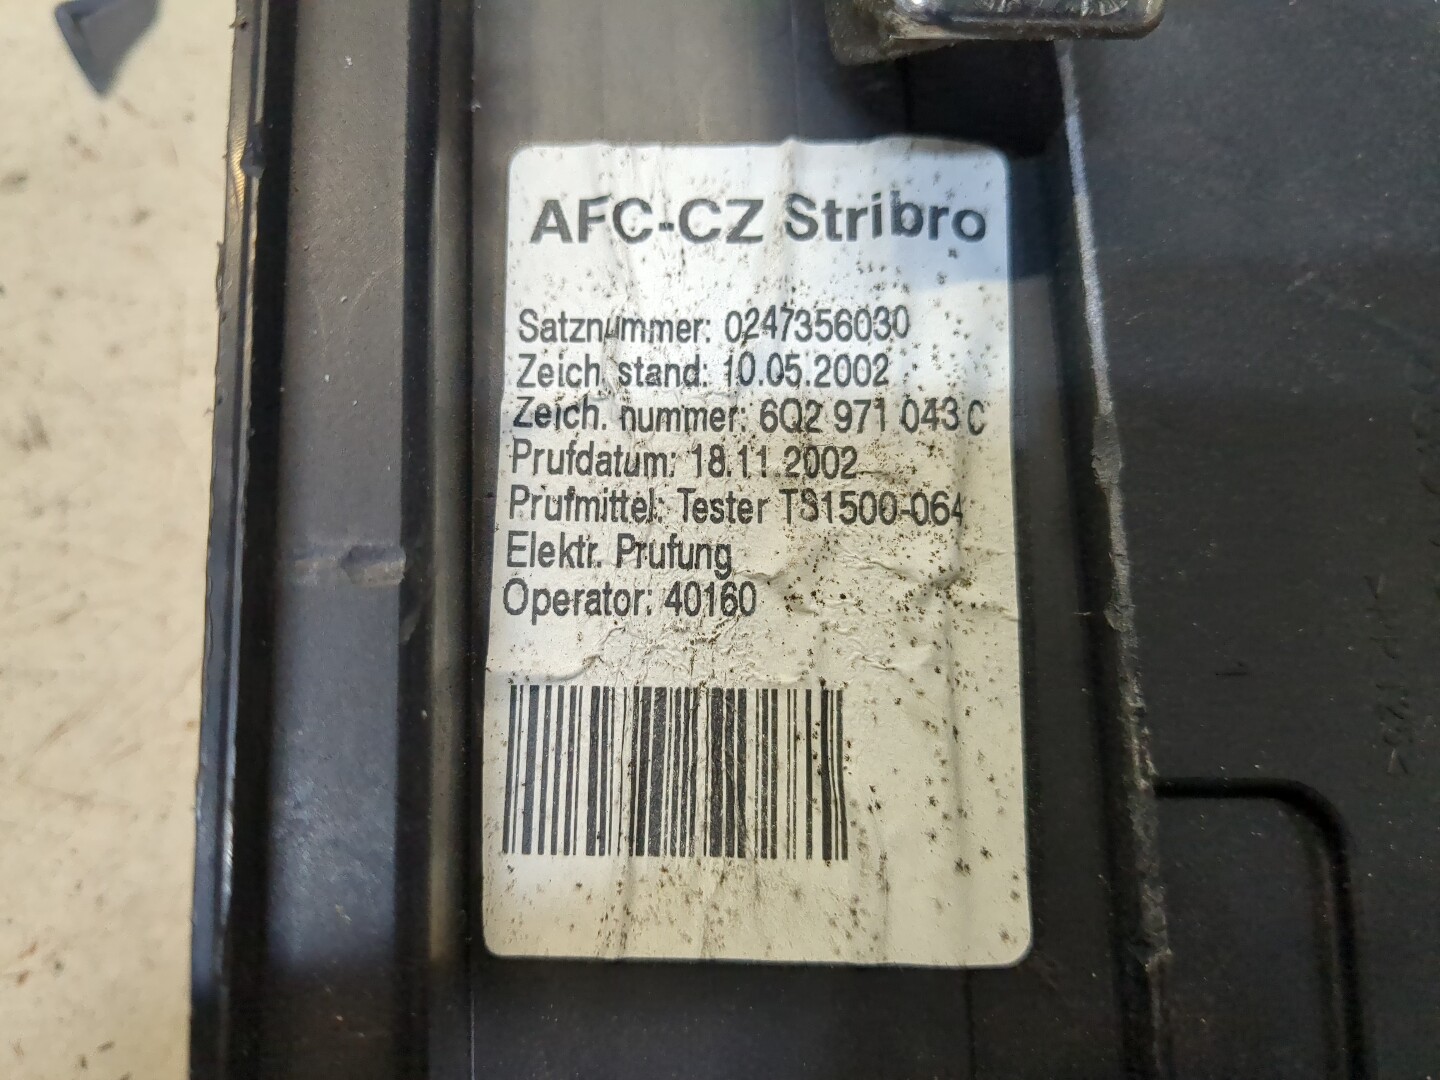 AFC-CZ Stribro
Satznummer: 0247356030
Zeich. stand: 10.05.2002
Zeich. nummer: 6Q2 971 043 C
Prufdatum: 18.11.2002
Prufmittel: Tester TS1500-064
Elektr. Prufung
Operator: 40160